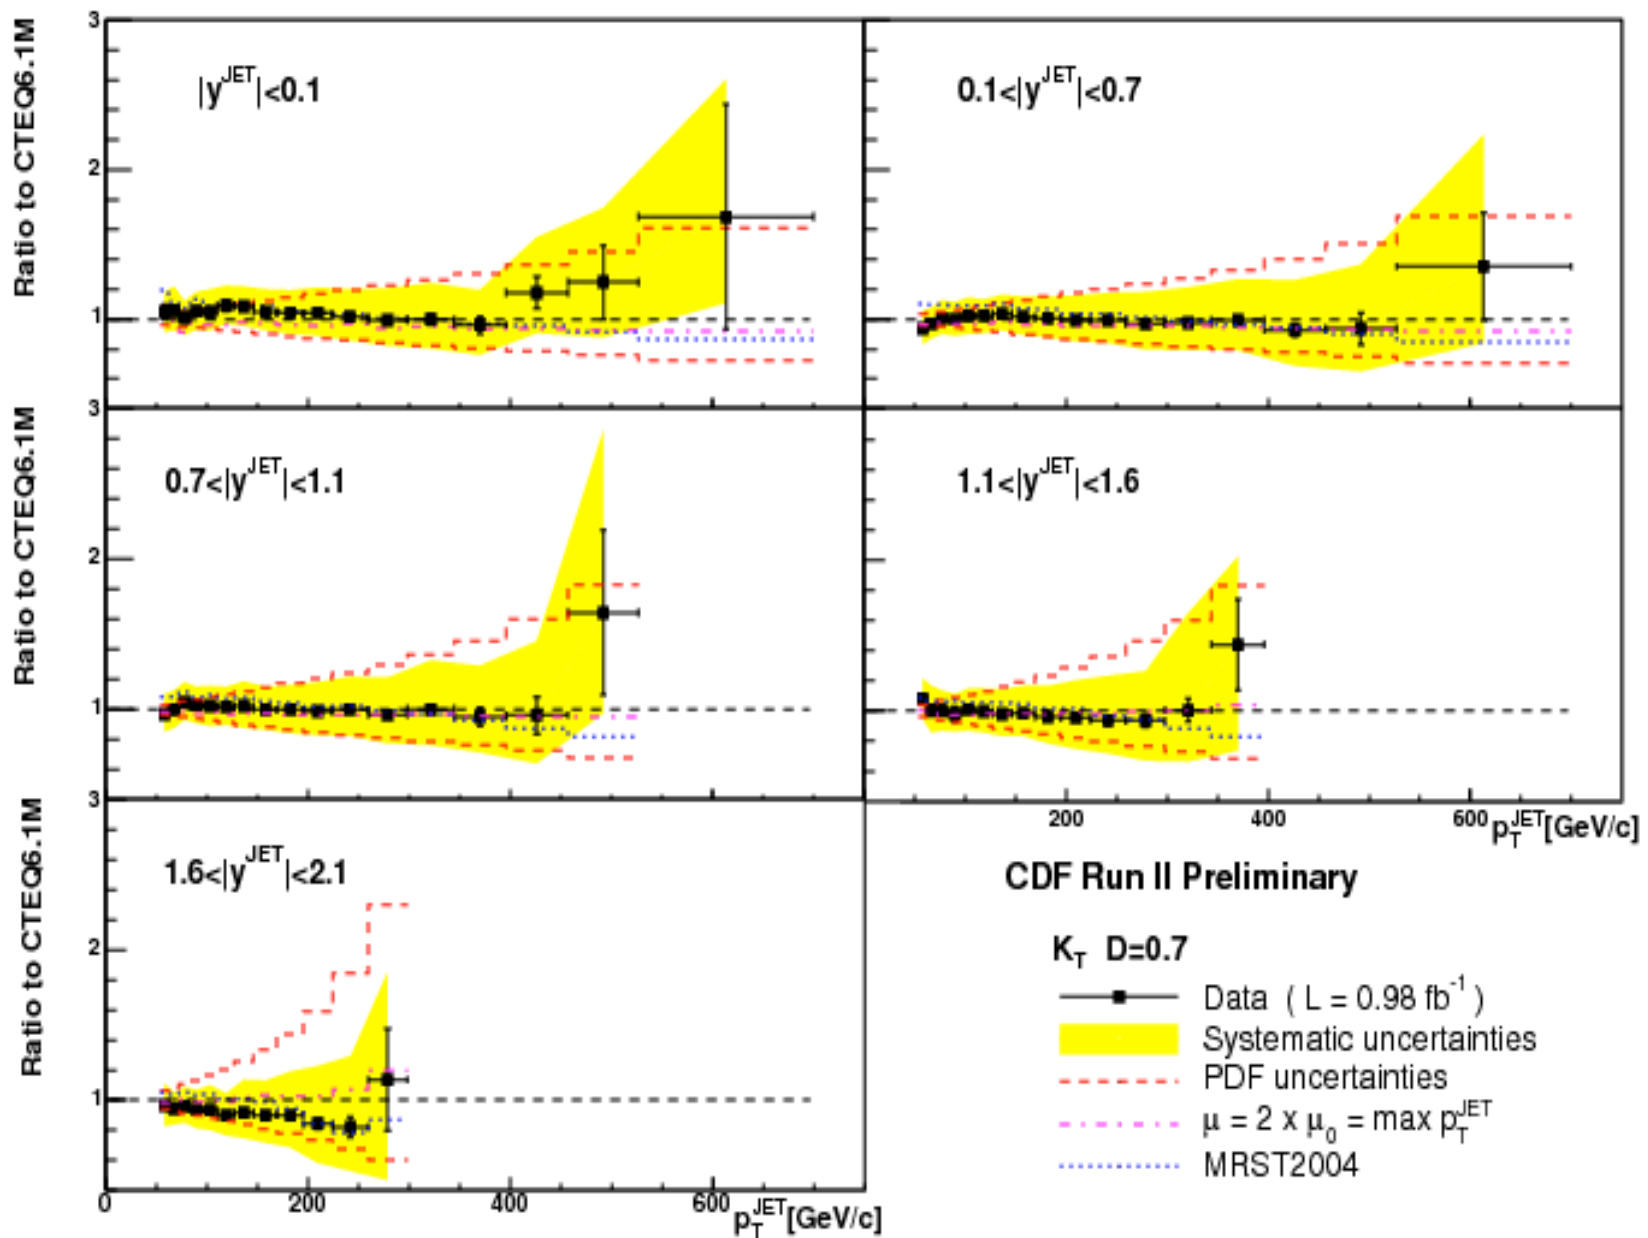 3
Ratio to CTEQ6.1M
|y^JET|<0.1
0.1<|y^JET|<0.7
2
1
3
Ratio to CTEQ6.1M
0.7<|y^JET|<1.1
1.1<|y^JET|<1.6
2
1
200 400 600 p_T^JET[GeV/c]
3
Ratio to CTEQ6.1M
1.6<|y^JET|<2.1
2
1
0 200 400 600 p_T^JET[GeV/c]
CDF Run II Preliminary
K_T D=0.7
Data ( L = 0.98 fb^-1 )
Systematic uncertainties
PDF uncertainties
μ = 2 x μ_0 = max p_T^JET
MRST2004